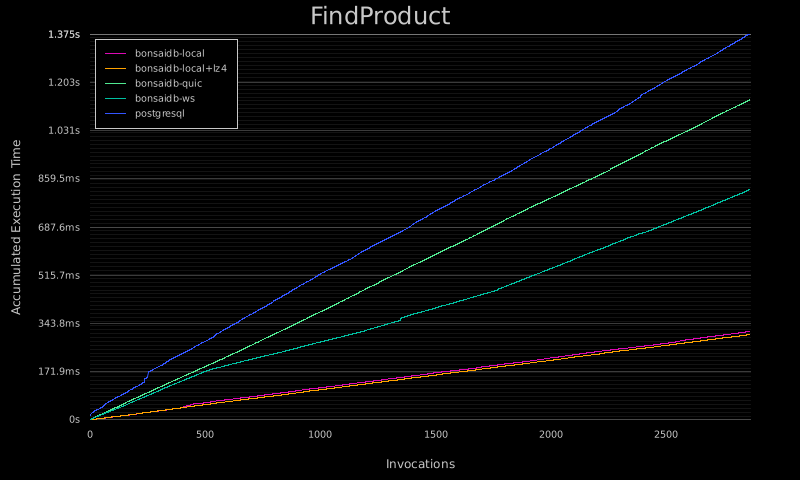 FindProduct
1.375s
1.203s
1.031s
859.5ms
687.6ms
515.7ms
343.8ms
171.9ms
0s
Accumulated Execution Time
bonsaidb-local
bonsaidb-local+lz4
bonsaidb-quic
bonsaidb-ws
postgresql
0 500 1000 1500 2000 2500
Invocations